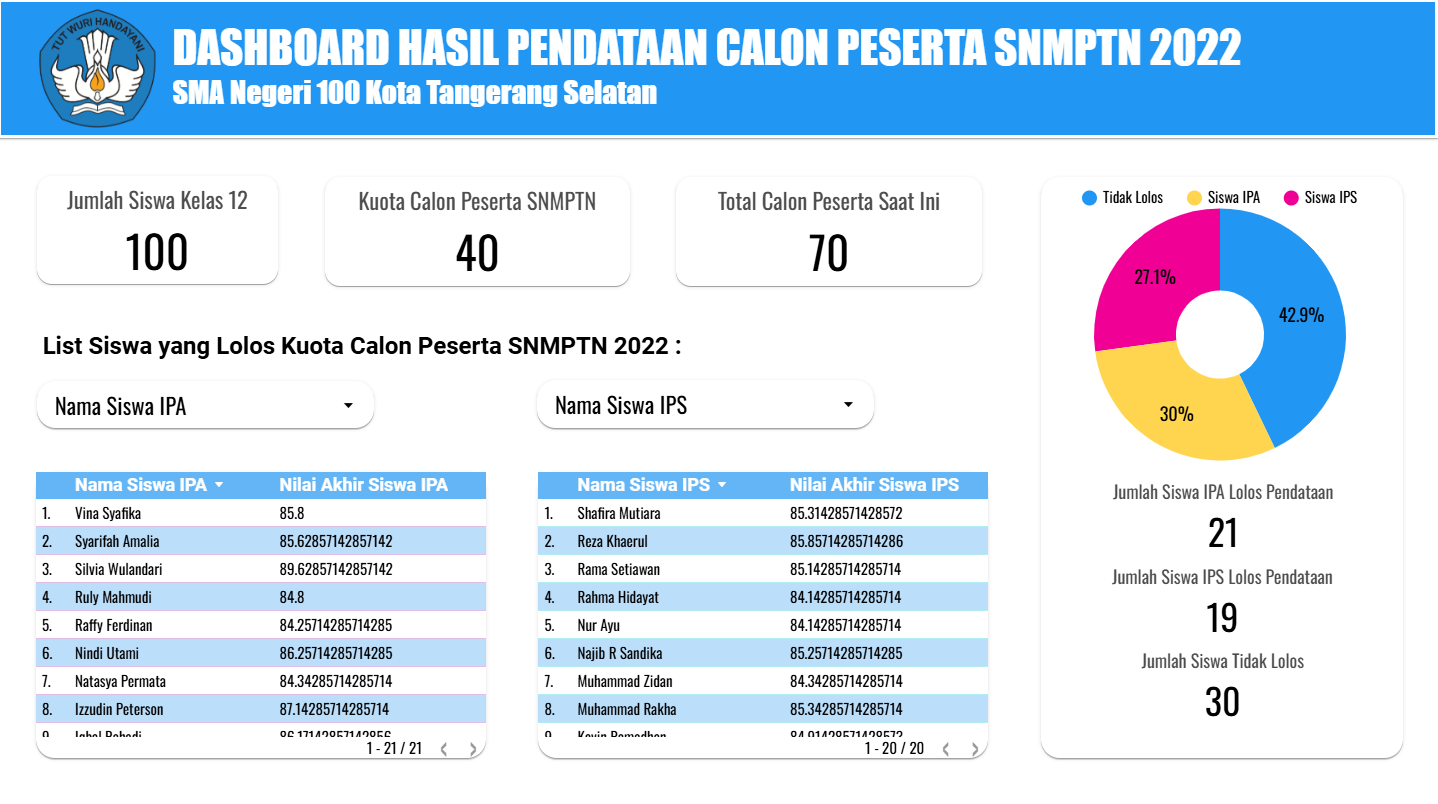 TUT WURI HANDAYANI
DASHBOARD HASIL PENDATAAN CALON PESERTA SNMPTN 2022
SMA Negeri 100 Kota Tangerang Selatan
Jumlah Siswa Kelas 12
100
Kuota Calon Peserta SNMPTN
40
Total Calon Peserta Saat Ini
70
List Siswa yang Lolos Kuota Calon Peserta SNMPTN 2022 :
Nama Siswa IPA
Nama Siswa IPS
Nama Siswa IPA Nilai Akhir Siswa IPA
1. Vina Syafika 85.8
2. Syarifah Amalia 85.62857142857142
3. Silvia Wulandari 89.62857142857142
4. Ruly Mahmudi 84.8
5. Raffy Ferdinan 84.25714285714285
6. Nindi Utami 86.25714285714285
7. Natasya Permata 84.34285714285714
8. Izzudin Peterson 87.14285714285714
9.
1 - 21 / 21
Nama Siswa IPS Nilai Akhir Siswa IPS
1. Shafira Mutiara 85.31428571428572
2. Reza Khaerul 85.85714285714286
3. Rama Setiawan 85.14285714285714
4. Rahma Hidayat 84.14285714285714
5. Nur Ayu 84.14285714285714
6. Najib R Sandika 85.25714285714285
7. Muhammad Zidan 84.34285714285714
8. Muhammad Rakha 85.34285714285714
9.
1 - 20 / 20
Tidak Lolos Siswa IPA Siswa IPS
27.1%
42.9%
30%
Jumlah Siswa IPA Lolos Pendataan
21
Jumlah Siswa IPS Lolos Pendataan
19
Jumlah Siswa Tidak Lolos
30